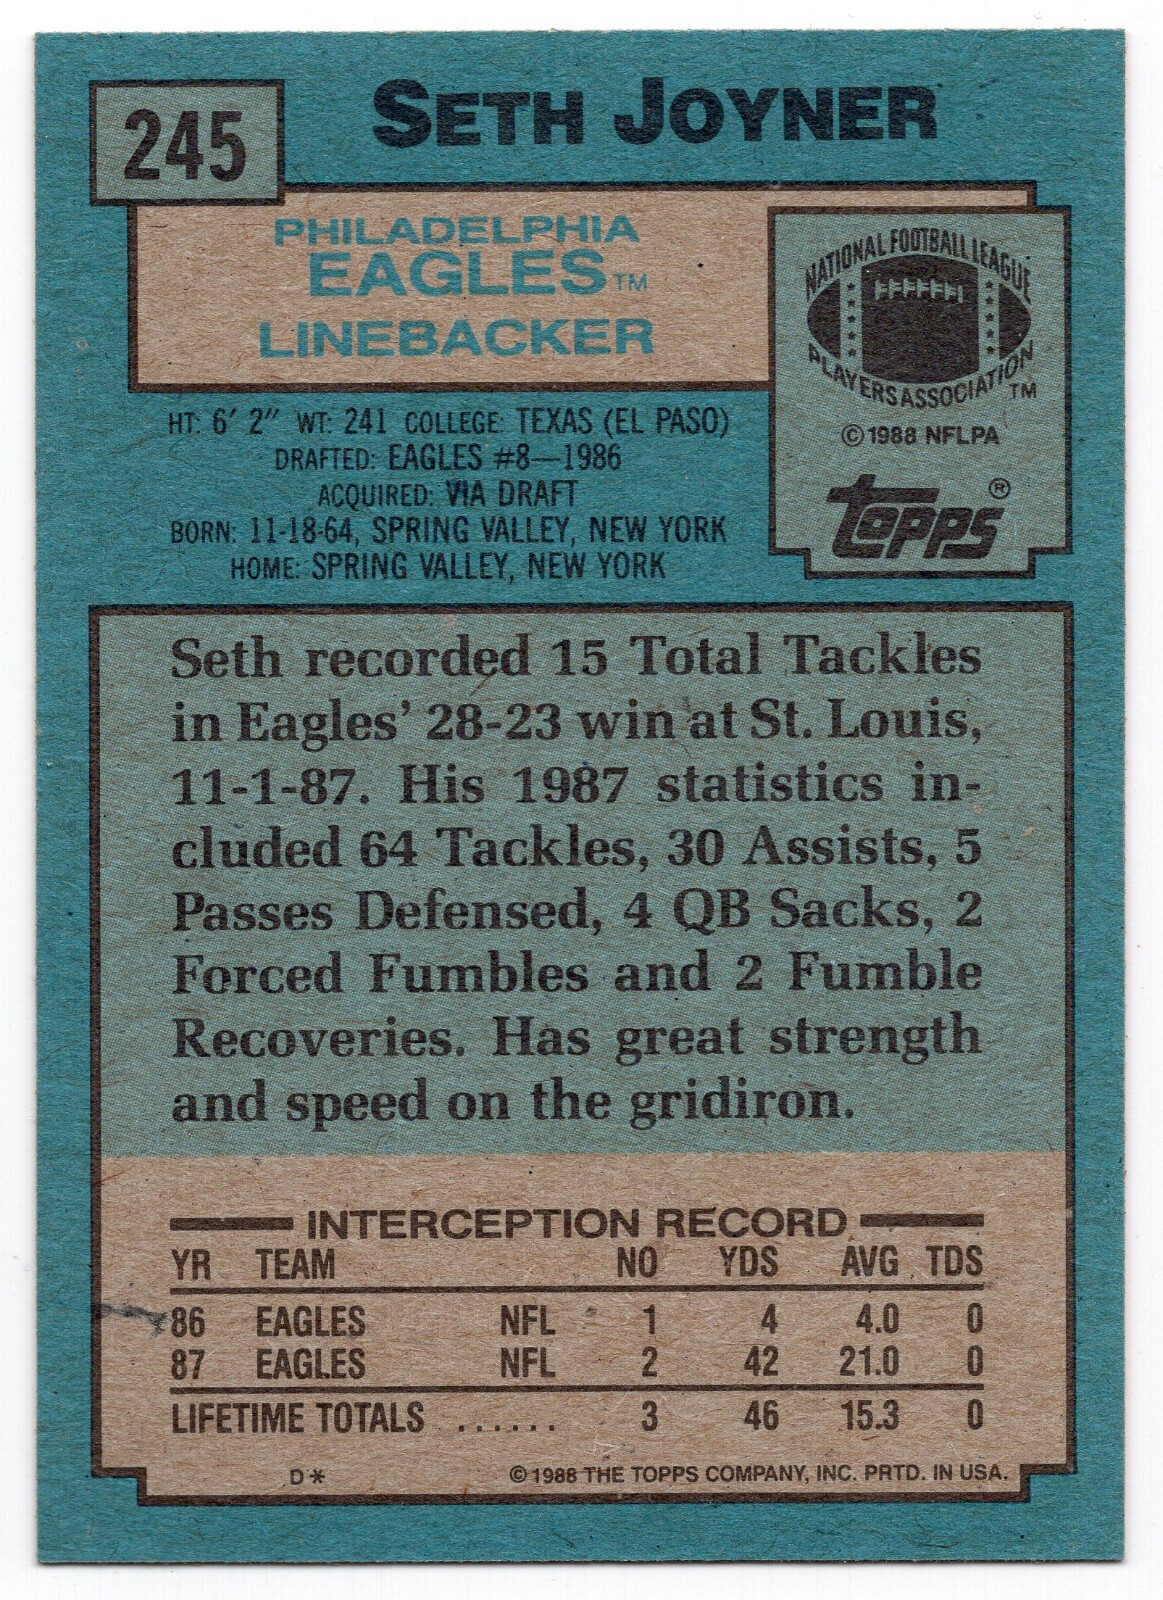 245
SETH JOYNER
PHILADELPHIA
EAGLES TM
LINEBACKER
NATIONAL FOOTBALL LEAGUE
PLAYERS ASSOCIATION TM
© 1988 NFLPA
Topps ®
HT: 6' 2" WT: 241 COLLEGE: TEXAS (EL PASO)
DRAFTED: EAGLES #8—1986
ACQUIRED: VIA DRAFT
BORN: 11-18-64, SPRING VALLEY, NEW YORK
HOME: SPRING VALLEY, NEW YORK
Seth recorded 15 Total Tackles
in Eagles' 28-23 win at St. Louis,
11-1-87. His 1987 statistics in-
cluded 64 Tackles, 30 Assists, 5
Passes Defensed, 4 QB Sacks, 2
Forced Fumbles and 2 Fumble
Recoveries. Has great strength
and speed on the gridiron.
INTERCEPTION RECORD
YR TEAM NO YDS AVG TDS
86 EAGLES NFL 1 4 4.0 0
87 EAGLES NFL 2 42 21.0 0
LIFETIME TOTALS ...... 3 46 15.3 0
D* © 1988 THE TOPPS COMPANY, INC. PRTD. IN USA.